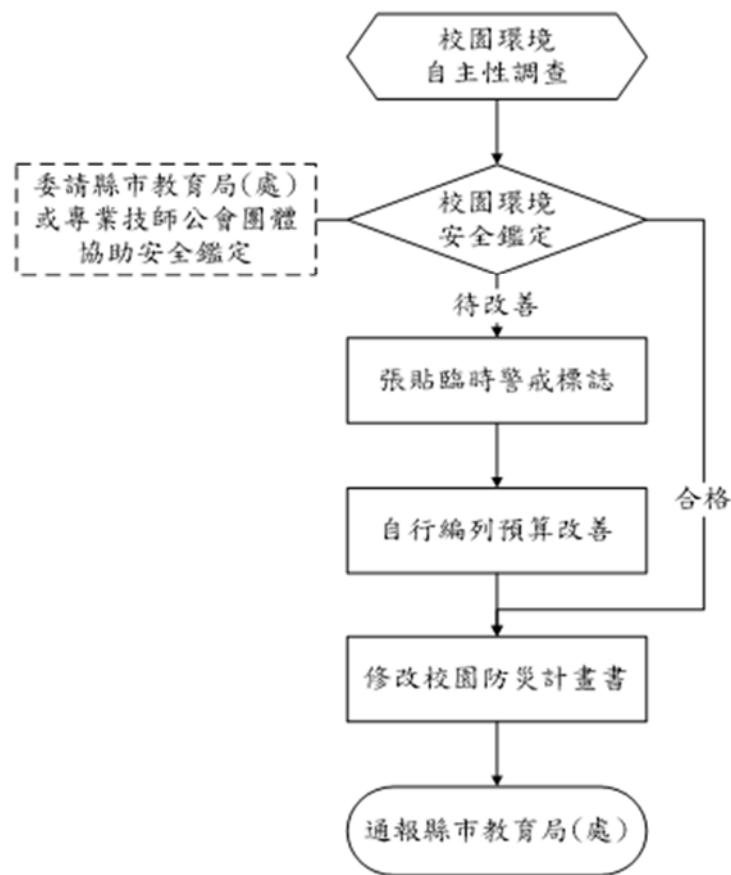 校園環境
自主性調查
委請縣市教育局(處)
或專業技師公會團體
協助安全鑑定
校園環境
安全鑑定
待改善
張貼臨時警戒標誌
合格
自行編列預算改善
修改校園防災計畫書
通報縣市教育局(處)